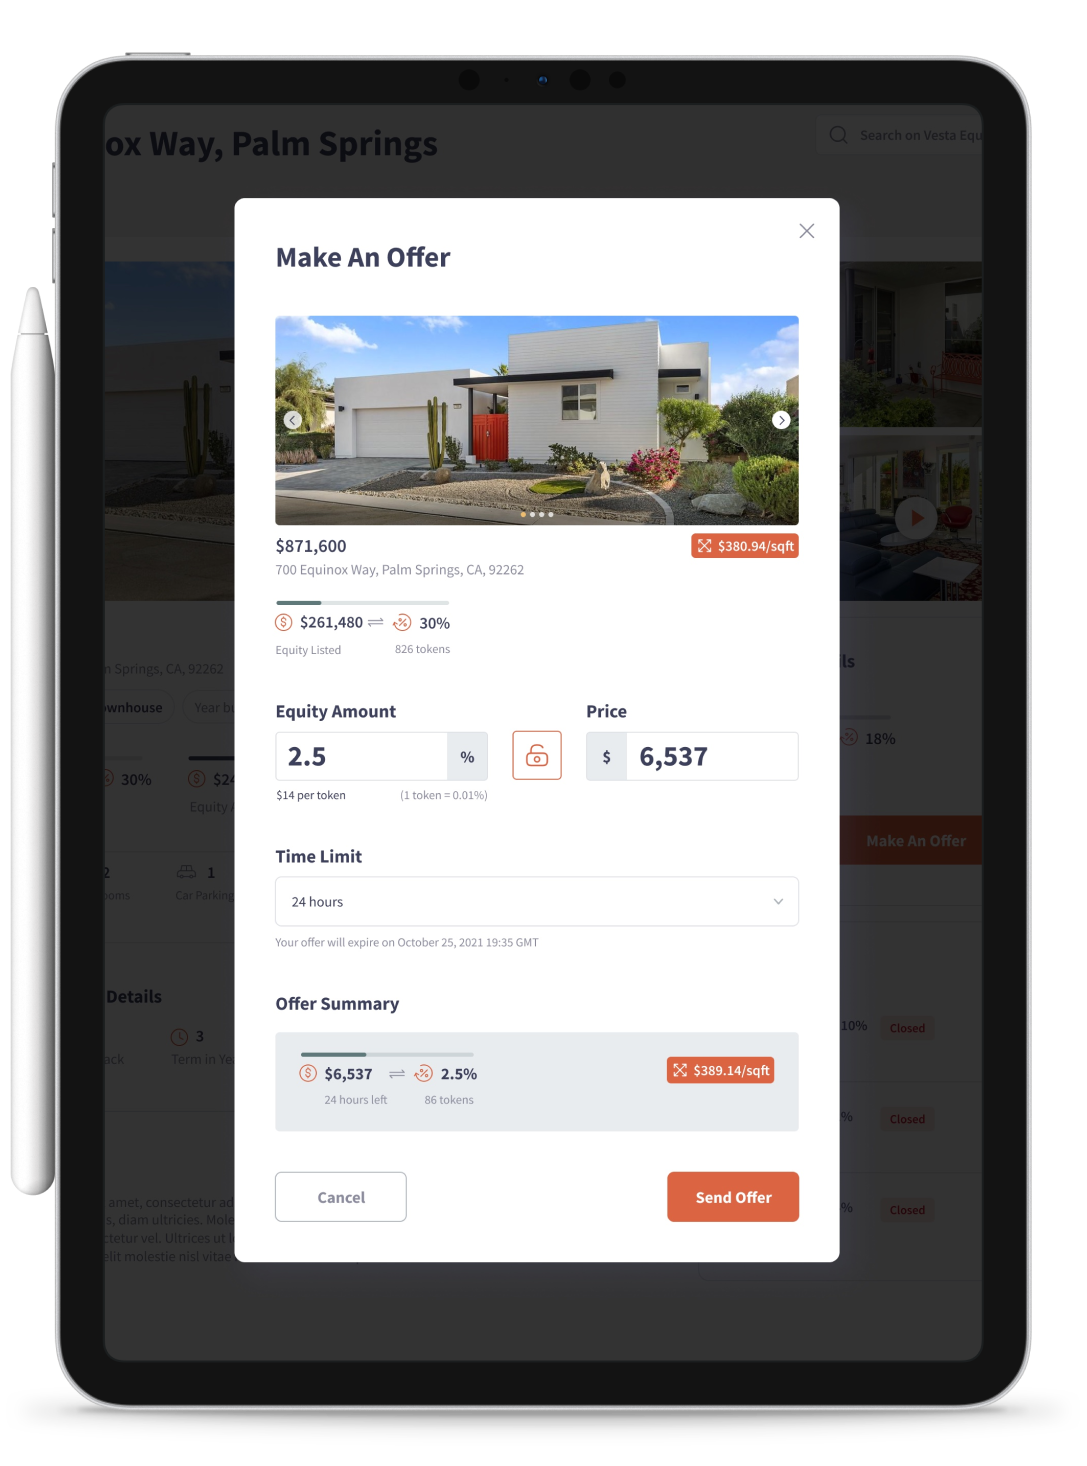 ox Way, Palm Springs
Search on Vesta Equ
Make An Offer
$871,600
$380.94/sqft
700 Equinox Way, Palm Springs, CA, 92262
$261,480
30%
Equity Listed
826 tokens
Equity Amount
Price
2.5
%
$
6,537
$14 per token
(1 token = 0.01%)
Time Limit
24 hours
Your offer will expire on October 25, 2021 19:35 GMT
Offer Summary
$6,537
2.5%
$389.14/sqft
24 hours left
86 tokens
Cancel
Send Offer
n Springs, CA, 92262
wnhouse
Year bu
30%
$24
Equity A
2
1
ooms
Car Parking
Details
3
ack
Term in Yea
amet, consectetur ad
s, diam ultricies. Mole
ctetur vel. Ultrices ut l
elit molestie nisl vitae
ls
18%
Make An Offer
10%
Closed
%
Closed
%
Closed